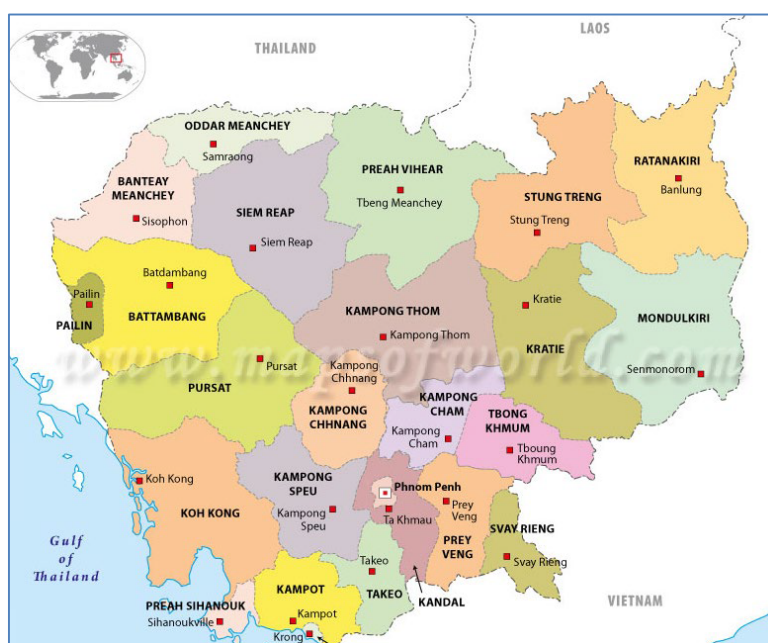 THAILAND
LAOS
ODDAR MEANCHEY
Samraong
BANTEAY
MEANCHEY
Sisophon
PREAH VIHEAR
Tbeng Meanchey
RATANAKIRI
Banlung
STUNG TRENG
Stung Treng
SIEM REAP
Siem Reap
Batdambang
BATTAMBANG
Pailin
PAILIN
KAMPONG THOM
Kampong Thom
Kratie
KRATIE
MONDULKIRI
Senmonorom
www.mapsofworld.com
Pursat
PURSAT
Kampong
Chhnang
KAMPONG
CHHNANG
KAMPONG
CHAM
Kampong
Cham
TBONG
KHMUM
Tboung
Khmum
Koh Kong
KOH KONG
KAMPONG
SPEU
Kampong
Speu
Phnom Penh
Ta Khmau
Prey
Veng
PREY
VENG
SVAY RIENG
Svay Rieng
Gulf
of
Thailand
Takeo
TAKEO
KANDAL
KAMPOT
Kampot
PREAH SIHANOUK
Sihanoukville
Krong
VIETNAM